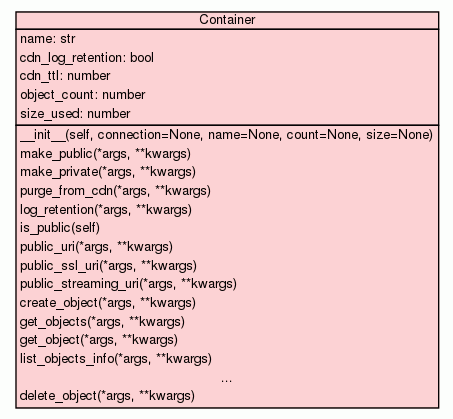 Container
name: str
cdn_log_retention: bool
cdn_ttl: number
object_count: number
size_used: number
__init__(self, connection=None, name=None, count=None, size=None)
make_public(*args, **kwargs)
make_private(*args, **kwargs)
purge_from_cdn(*args, **kwargs)
log_retention(*args, **kwargs)
is_public(self)
public_uri(*args, **kwargs)
public_ssl_uri(*args, **kwargs)
public_streaming_uri(*args, **kwargs)
create_object(*args, **kwargs)
get_objects(*args, **kwargs)
get_object(*args, **kwargs)
list_objects_info(*args, **kwargs)
...
delete_object(*args, **kwargs)